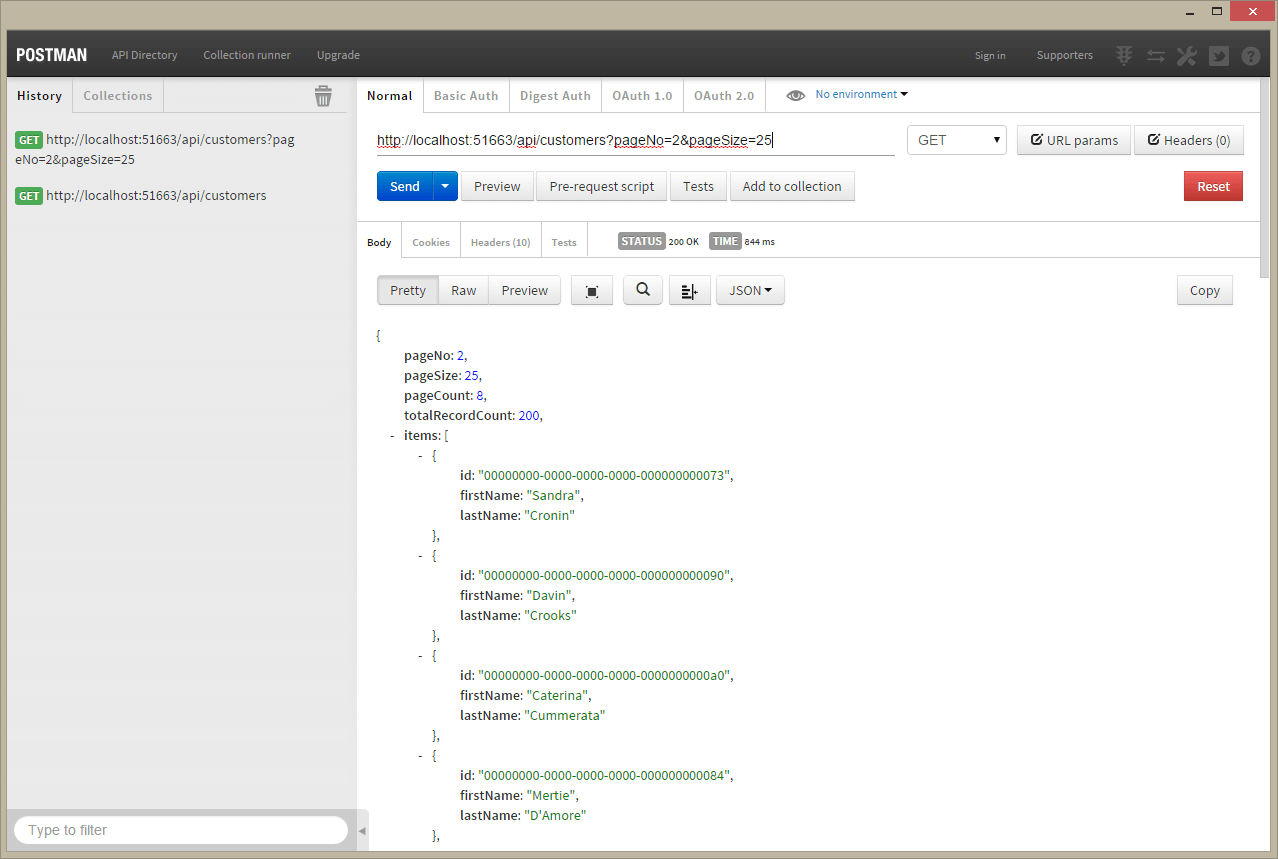 POSTMAN API Directory Collection runner Upgrade Sign in Supporters
History Collections
GET http://localhost:51663/api/customers?pag
eNo=2&pageSize=25
GET http://localhost:51663/api/customers
Type to filter
Normal Basic Auth Digest Auth OAuth 1.0 OAuth 2.0 No environment
http://localhost:51663/api/customers?pageNo=2&pageSize=25 GET URL params Headers (0)
Send Preview Pre-request script Tests Add to collection Reset
Body Cookies Headers (10) Tests STATUS 200 OK TIME 844 ms
Pretty Raw Preview JSON Copy
{
pageNo: 2,
pageSize: 25,
pageCount: 8,
totalRecordCount: 200,
- items: [
- {
id: "00000000-0000-0000-0000-000000000073",
firstName: "Sandra",
lastName: "Cronin"
},
- {
id: "00000000-0000-0000-0000-000000000090",
firstName: "Davin",
lastName: "Crooks"
},
- {
id: "00000000-0000-0000-0000-0000000000a0",
firstName: "Caterina",
lastName: "Cummerata"
},
- {
id: "00000000-0000-0000-0000-000000000084",
firstName: "Mertie",
lastName: "D'Amore"
},